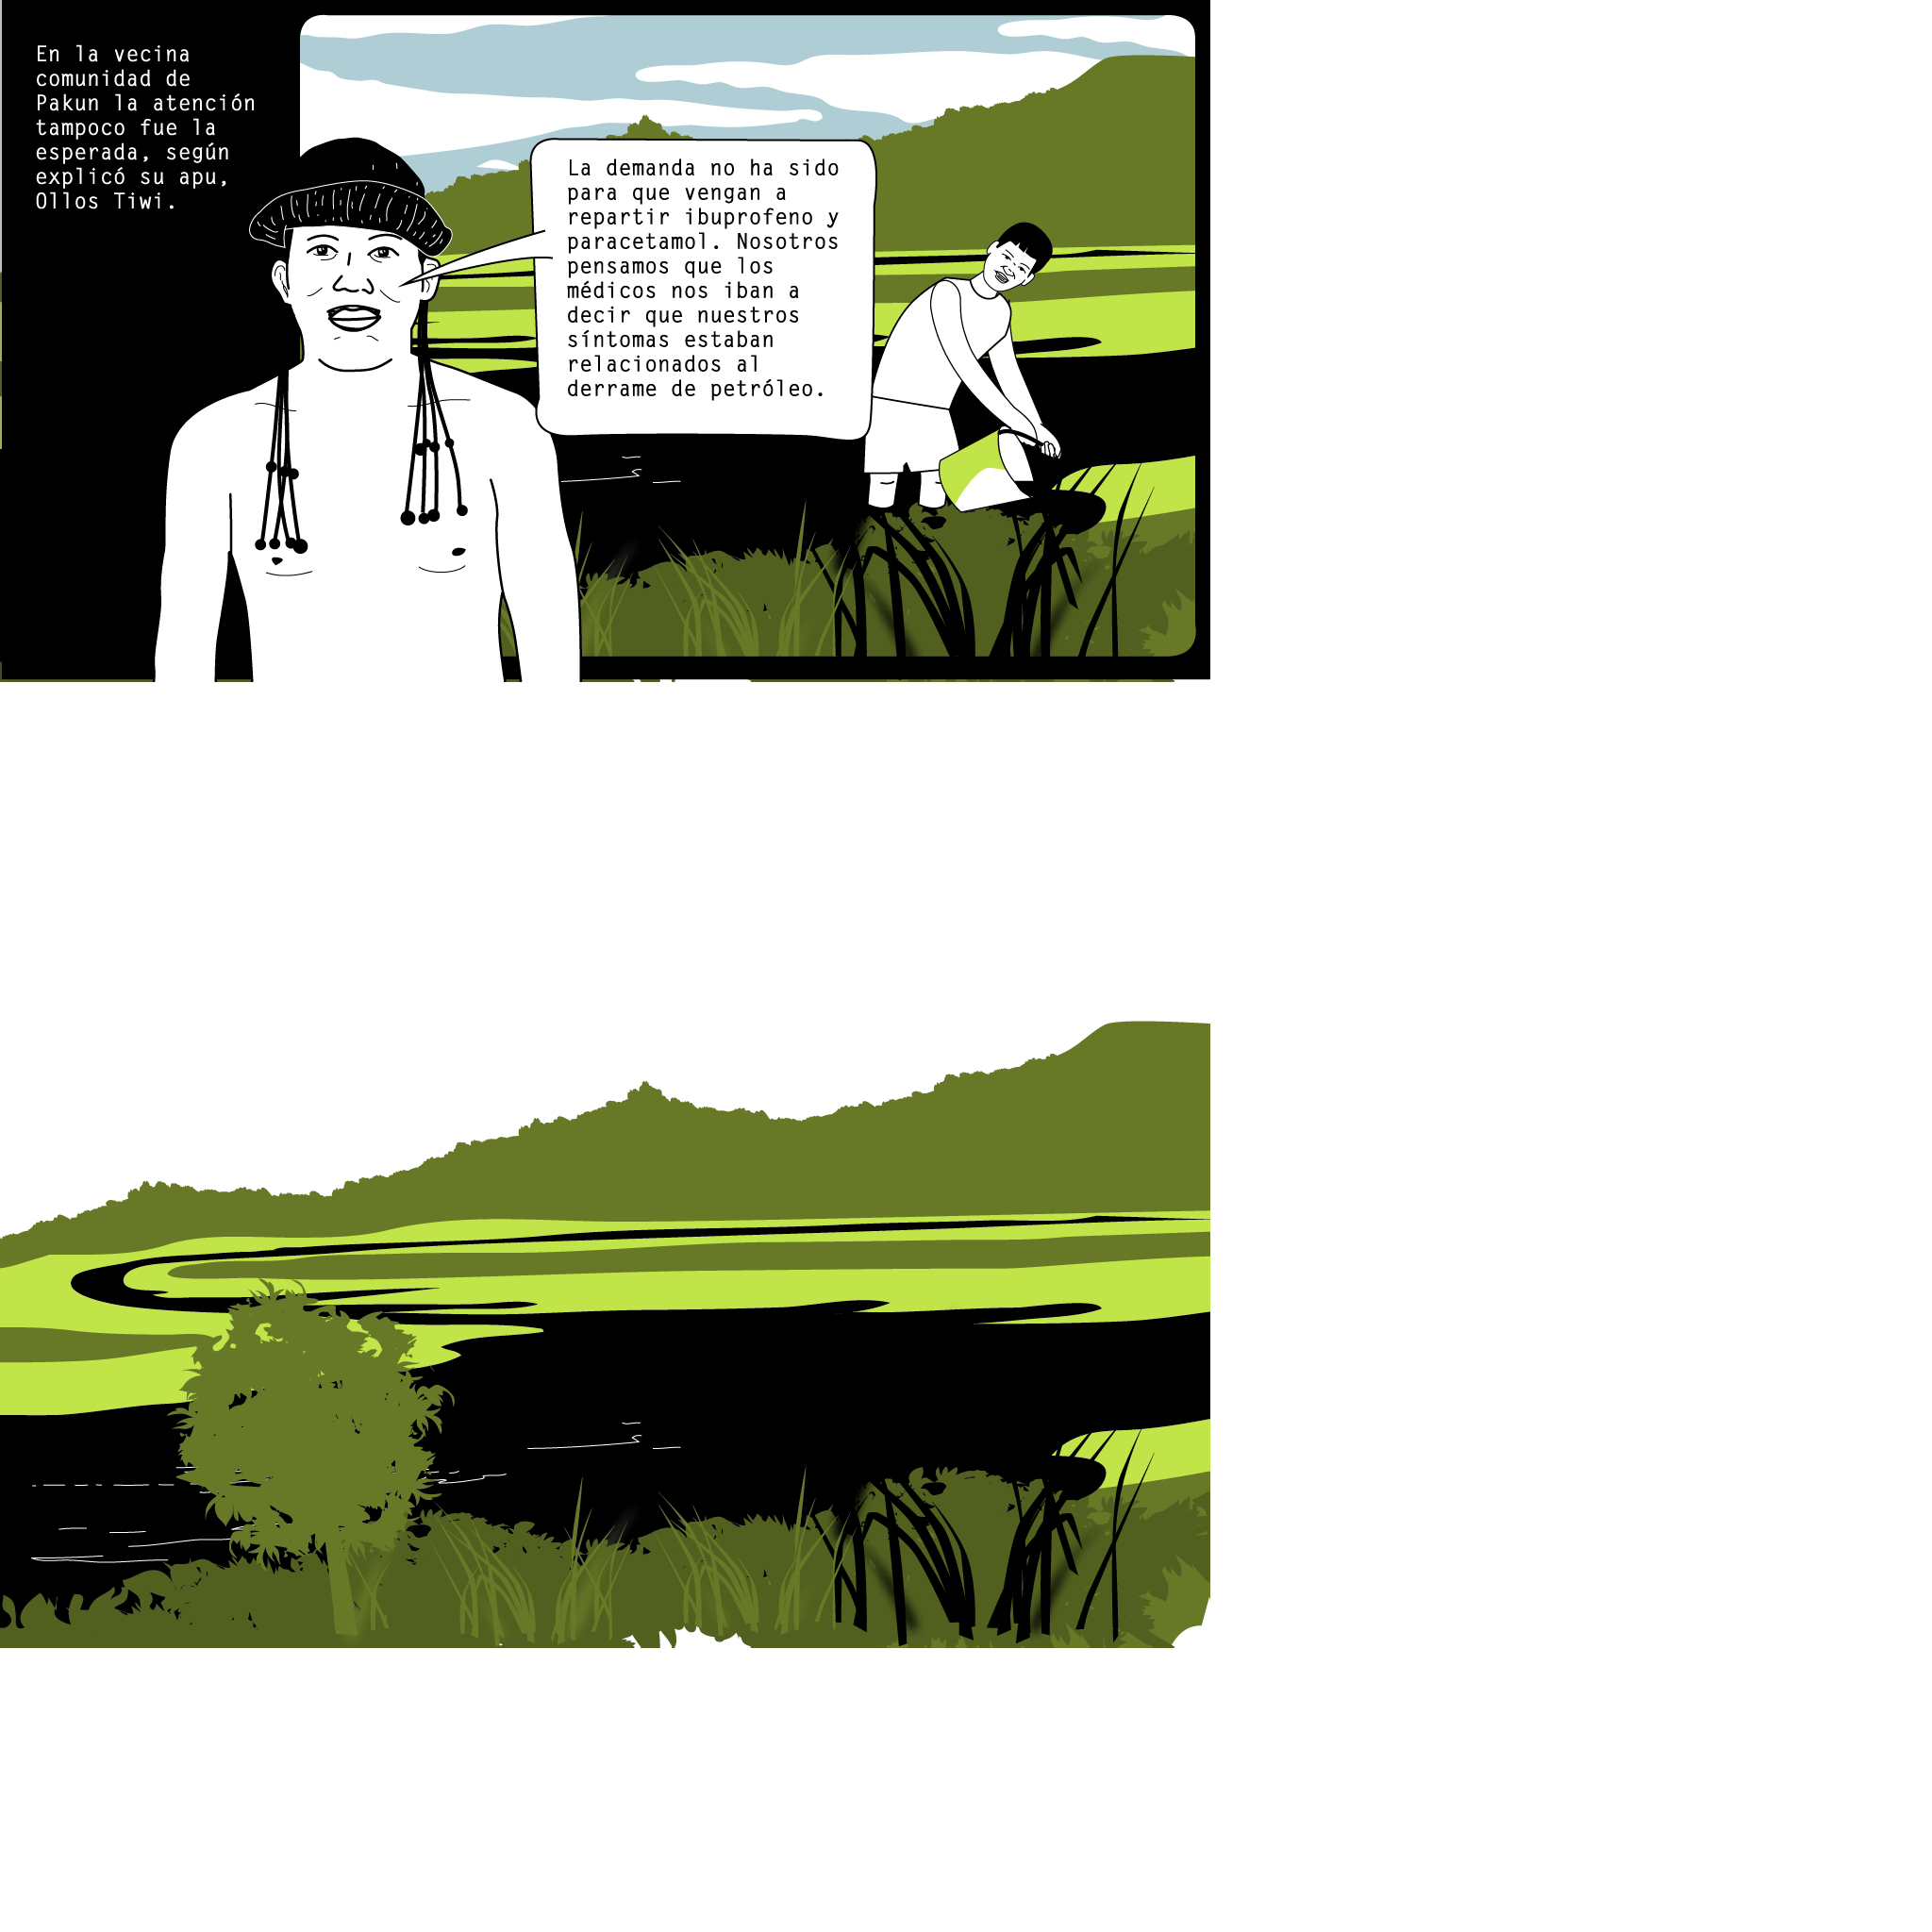 En la vecina
comunidad de
Pakun la atención
tampoco fue la
esperada, según
explicó su apu,
Ollos Tiwi.
La demanda no ha sido
para que vengan a
repartir ibuprofeno y
paracetamol. Nosotros
pensamos que los
médicos nos iban a
decir que nuestros
síntomas estaban
relacionados al
derrame de petróleo.